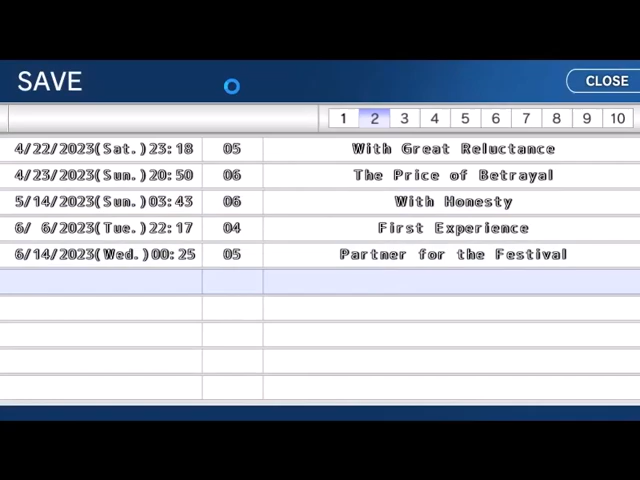 SAVE
CLOSE
1 2 3 4 5 6 7 8 9 10
4/22/2023(Sat.)23:18 05 With Great Reluctance
4/23/2023(Sun.)20:50 06 The Price of Betrayal
5/14/2023(Sun.)03:43 06 With Honesty
6/ 6/2023(Tue.)22:17 04 First Experience
6/14/2023(Wed.)00:25 05 Partner for the Festival